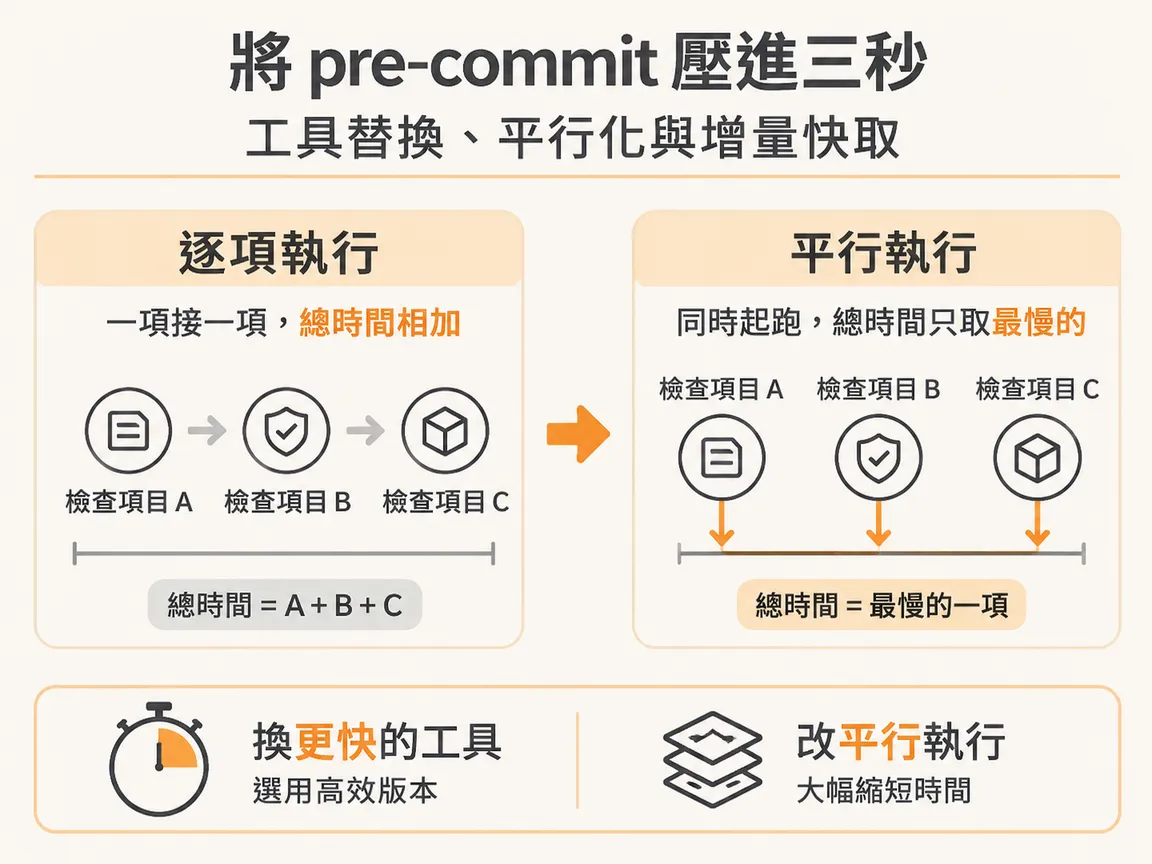 將 pre-commit 壓進三秒
工具替換、平行化與增量快取
逐項執行
一項接一項，總時間相加
檢查項目 A
檢查項目 B
檢查項目 C
總時間 = A + B + C
平行執行
同時起跑，總時間只取最慢的
檢查項目 A
檢查項目 B
檢查項目 C
總時間 = 最慢的一項
換更快的工具
選用高效版本
改平行執行
大幅縮短時間